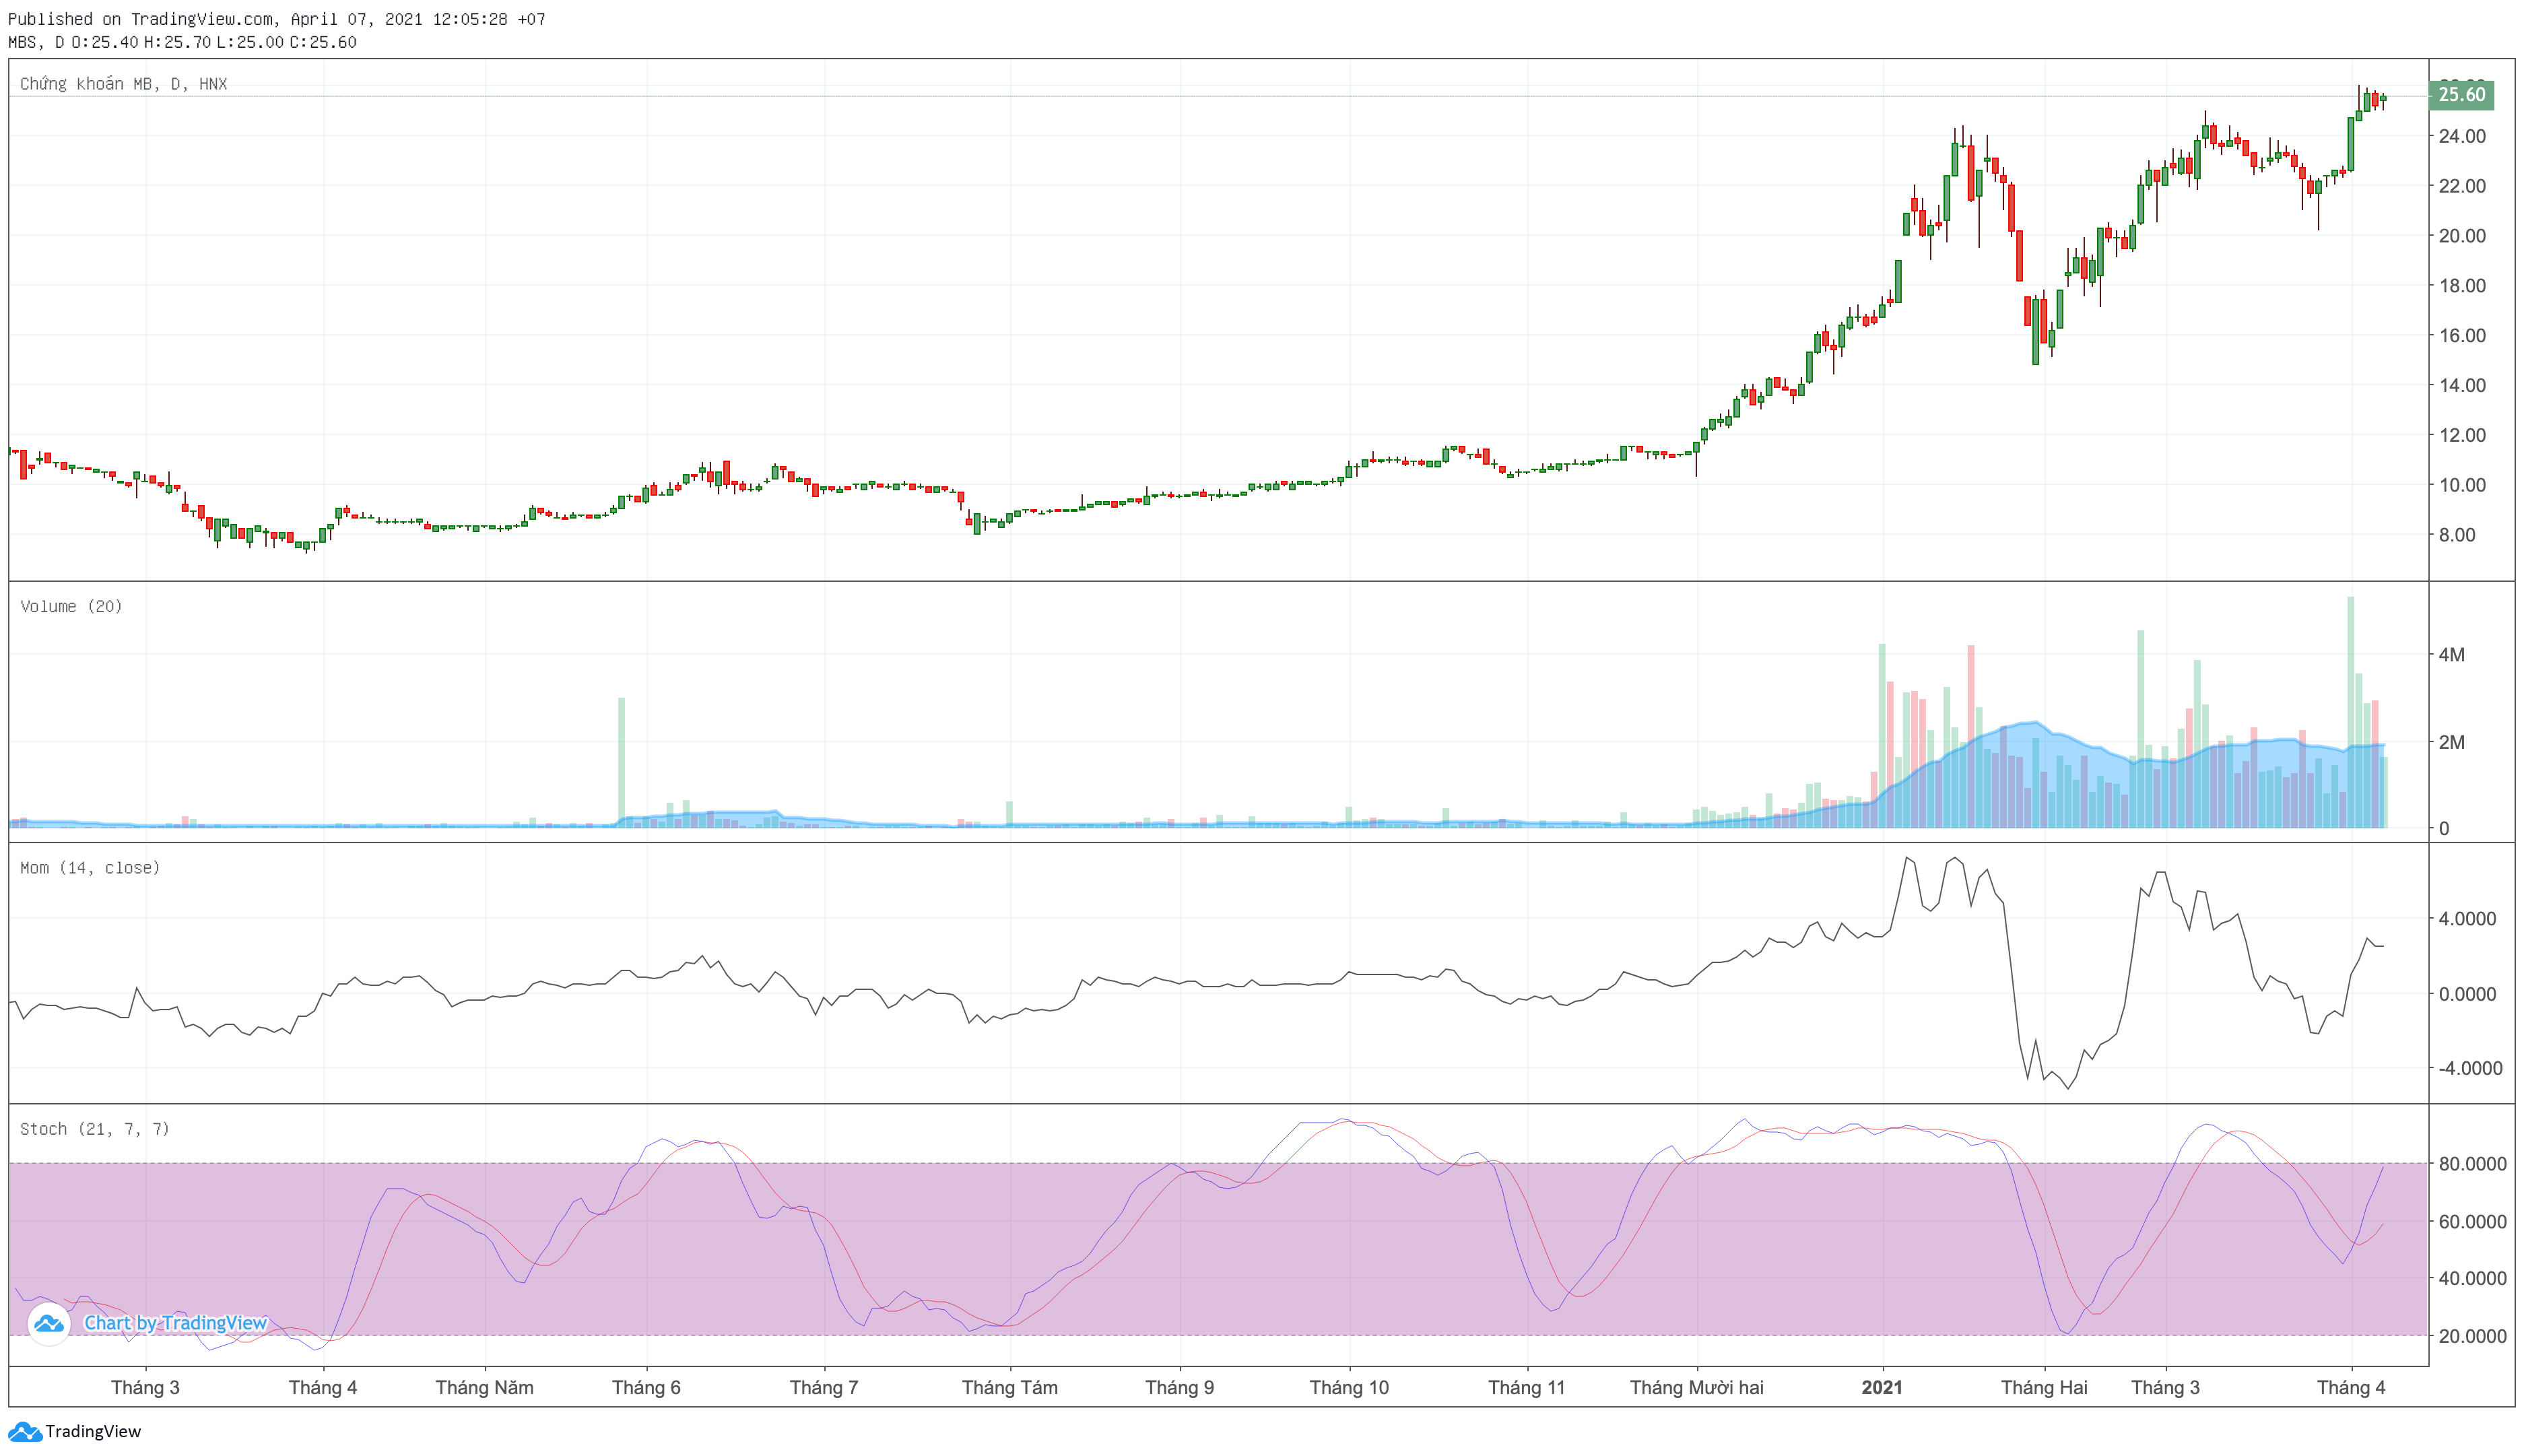 Published on TradingView.com, April 07, 2021 12:05:28 +07
MBS, D O:25.40 H:25.70 L:25.00 C:25.60
Chứng khoán MB, D, HNX
25.60
24.00
22.00
20.00
18.00
16.00
14.00
12.00
10.00
8.00
Volume (20)
4M
2M
0
Mom (14, close)
4.0000
0.0000
-4.0000
Stoch (21, 7, 7)
80.0000
60.0000
40.0000
20.0000
Chart by TradingView
Tháng 3 Tháng 4 Tháng Năm Tháng 6 Tháng 7 Tháng Tám Tháng 9 Tháng 10 Tháng 11 Tháng Mười hai 2021 Tháng Hai Tháng 3 Tháng 4
TradingView